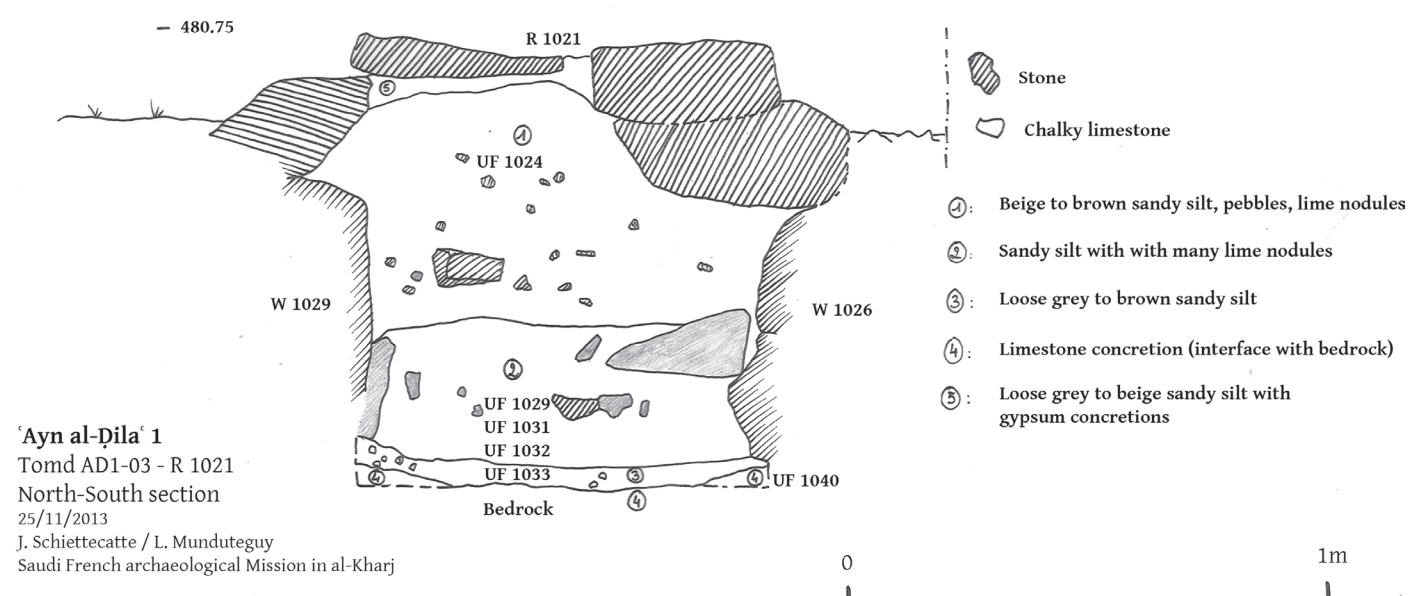 – 480.75
R 1021
5
1
UF 1024
W 1029
W 1026
2
UF 1029
UF 1031
UF 1032
UF 1033
3
4
4
4
UF 1040
Bedrock
ʿAyn al-Ḍilaʿ 1
Tomd AD1-03 - R 1021
North-South section
25/11/2013
J. Schiettecatte / L. Munduteguy
Saudi French archaeological Mission in al-Kharj
Stone
Chalky limestone
1: Beige to brown sandy silt, pebbles, lime nodules
2: Sandy silt with with many lime nodules
3: Loose grey to brown sandy silt
4: Limestone concretion (interface with bedrock)
5: Loose grey to beige sandy silt with
gypsum concretions
0
1m